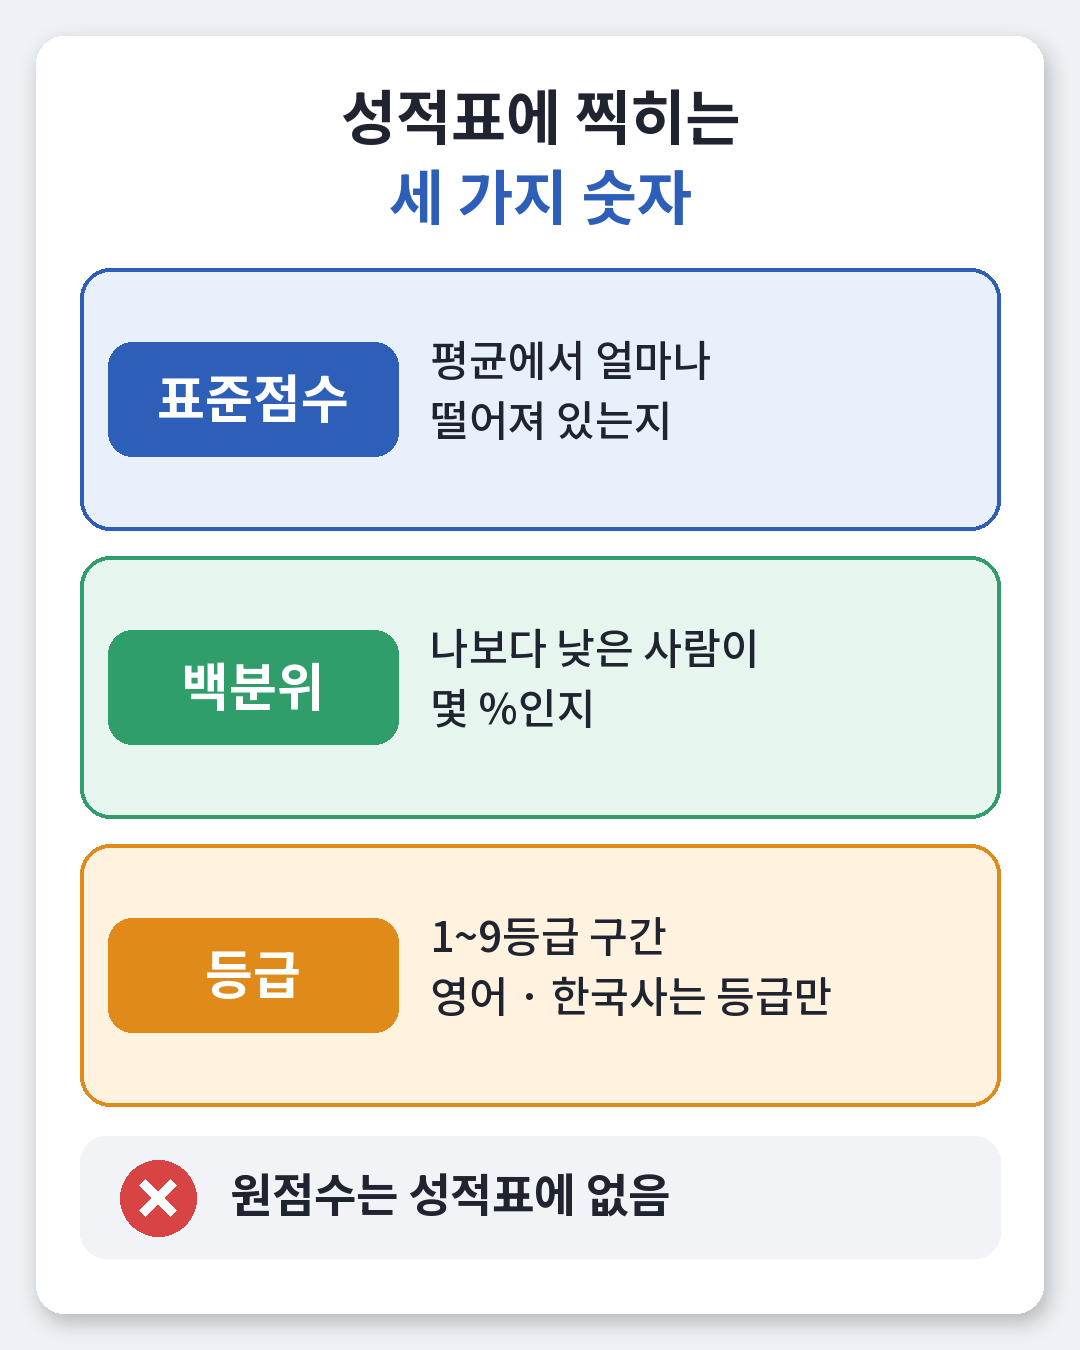 성적표에 찍히는
세 가지 숫자
표준점수
평균에서 얼마나
떨어져 있는지
백분위
나보다 낮은 사람이
몇 %인지
등급
1~9등급 구간
영어 · 한국사는 등급만
원점수는 성적표에 없음